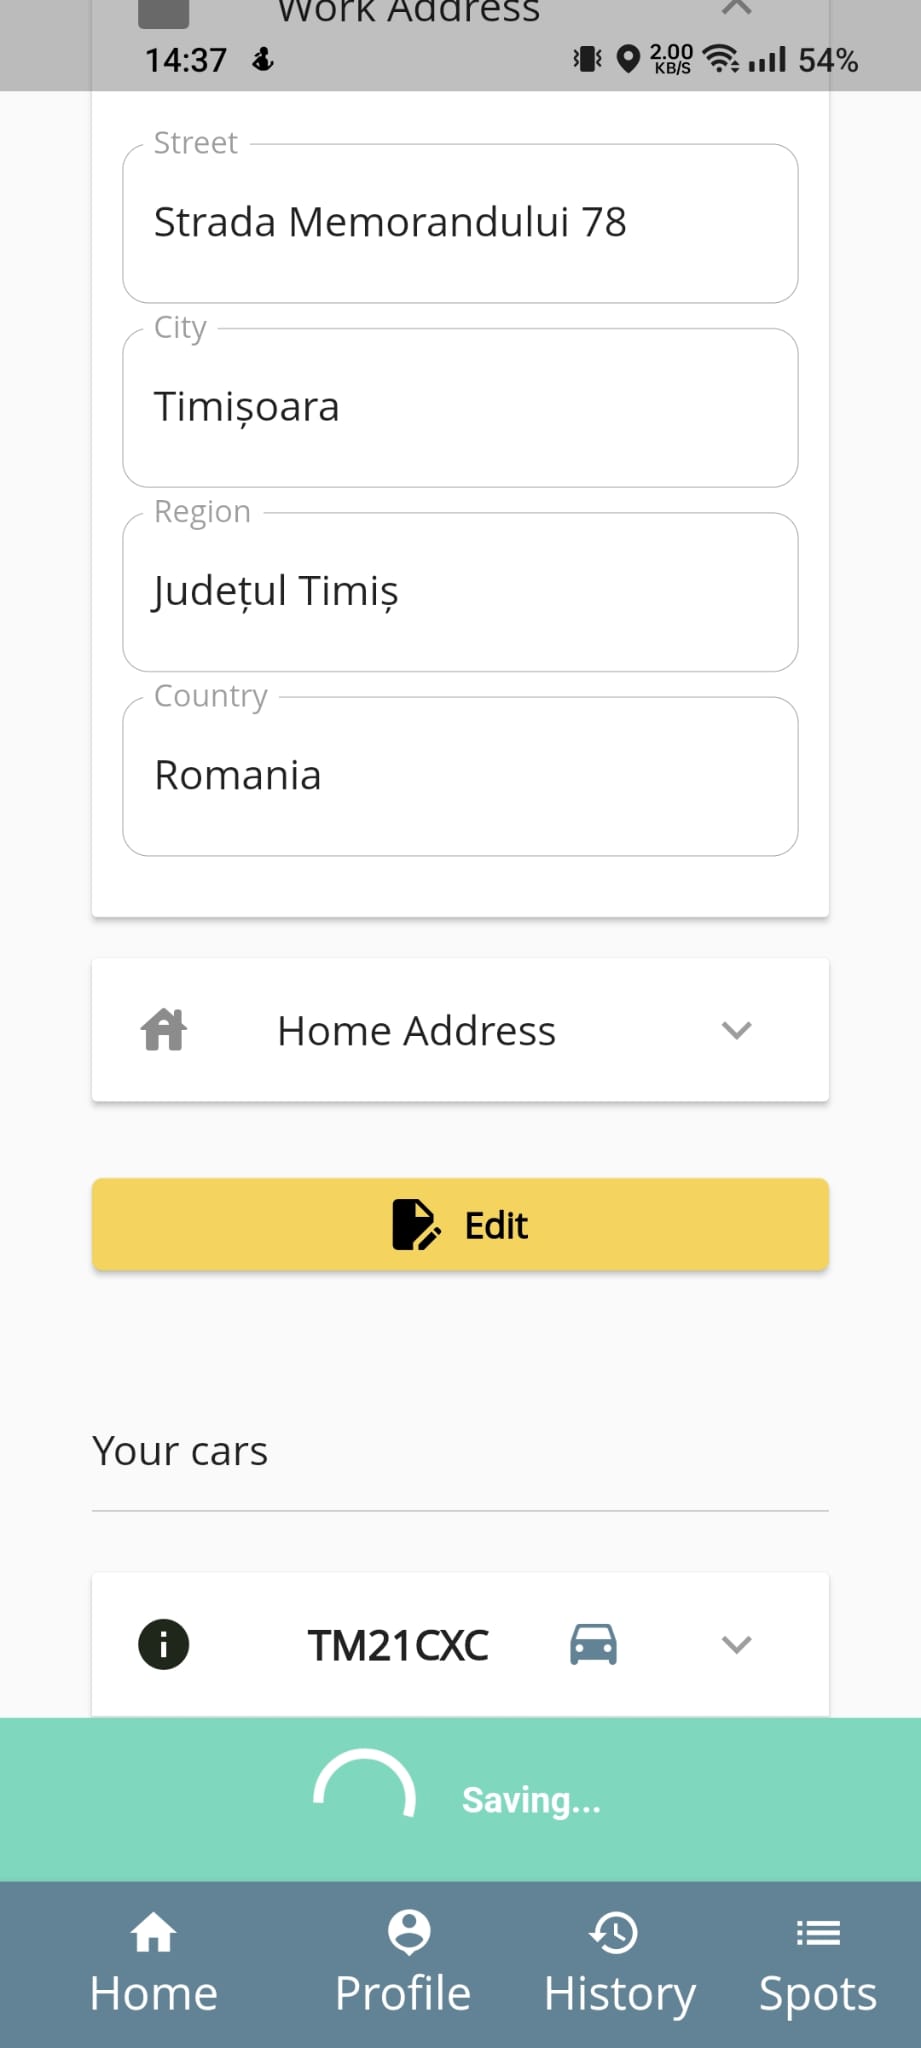 Work Address
14:37
2.00
KB/S
54%
Street
Strada Memorandului 78
City
Timișoara
Region
Județul Timiș
Country
Romania
Home Address
Edit
Your cars
TM21CXC
Saving...
Home Profile History Spots